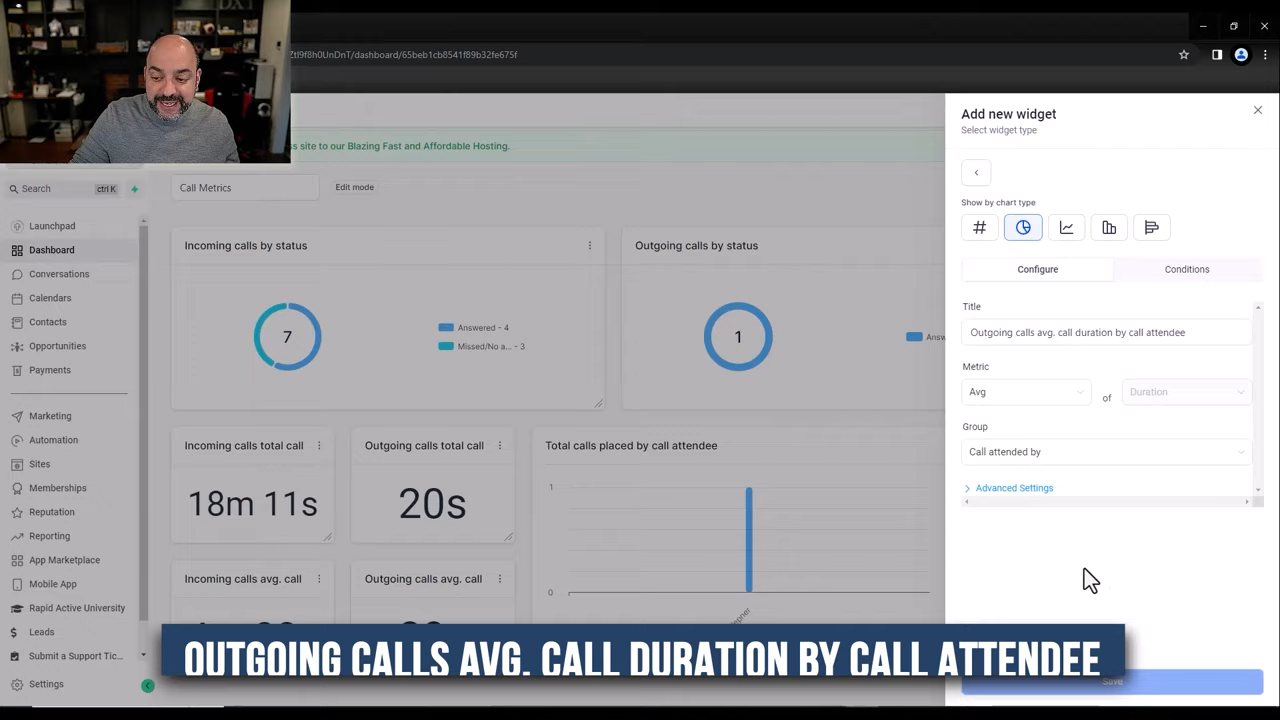 DXT
Ztl9f8h0UnDnT/dashboard/65beb1cb8541f89b32fe675f
site to our Blazing Fast and Affordable Hosting.
Search
ctrl K
Launchpad
Dashboard
Conversations
Calendars
Contacts
Opportunities
Payments
Marketing
Automation
Sites
Memberships
Reputation
Reporting
App Marketplace
Mobile App
Rapid Active University
Leads
Submit a Support Tic...
Settings
Call Metrics
Edit mode
Incoming calls by status
7
Answered - 4
Missed/No a... - 3
Outgoing calls by status
1
Answ
Incoming calls total call
18m 11s
Outgoing calls total call
20s
Total calls placed by call attendee
1
0
Incoming calls avg. call
Outgoing calls avg. call
Add new widget
Select widget type
Show by chart type
Configure
Conditions
Title
Outgoing calls avg. call duration by call attendee
Metric
Avg
of
Duration
Group
Call attended by
Advanced Settings
Save
OUTGOING CALLS AVG. CALL DURATION BY CALL ATTENDEE